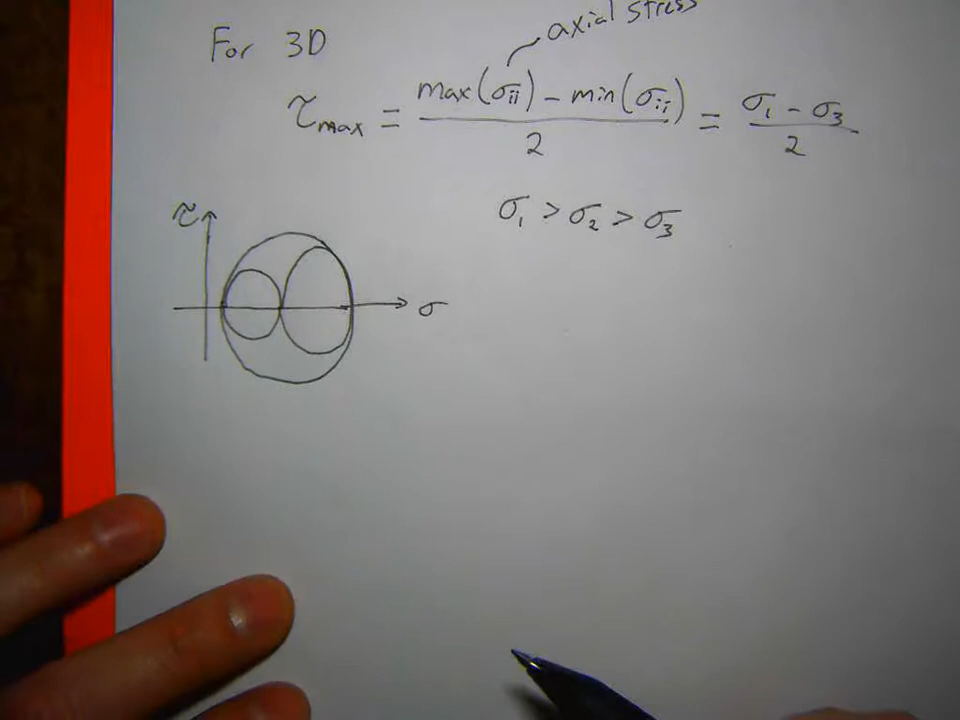 For 3D
axial stress
τmax = max(σii) - min(σii) / 2 = σ1 - σ3 / 2
σ1 > σ2 > σ3
τ
σ